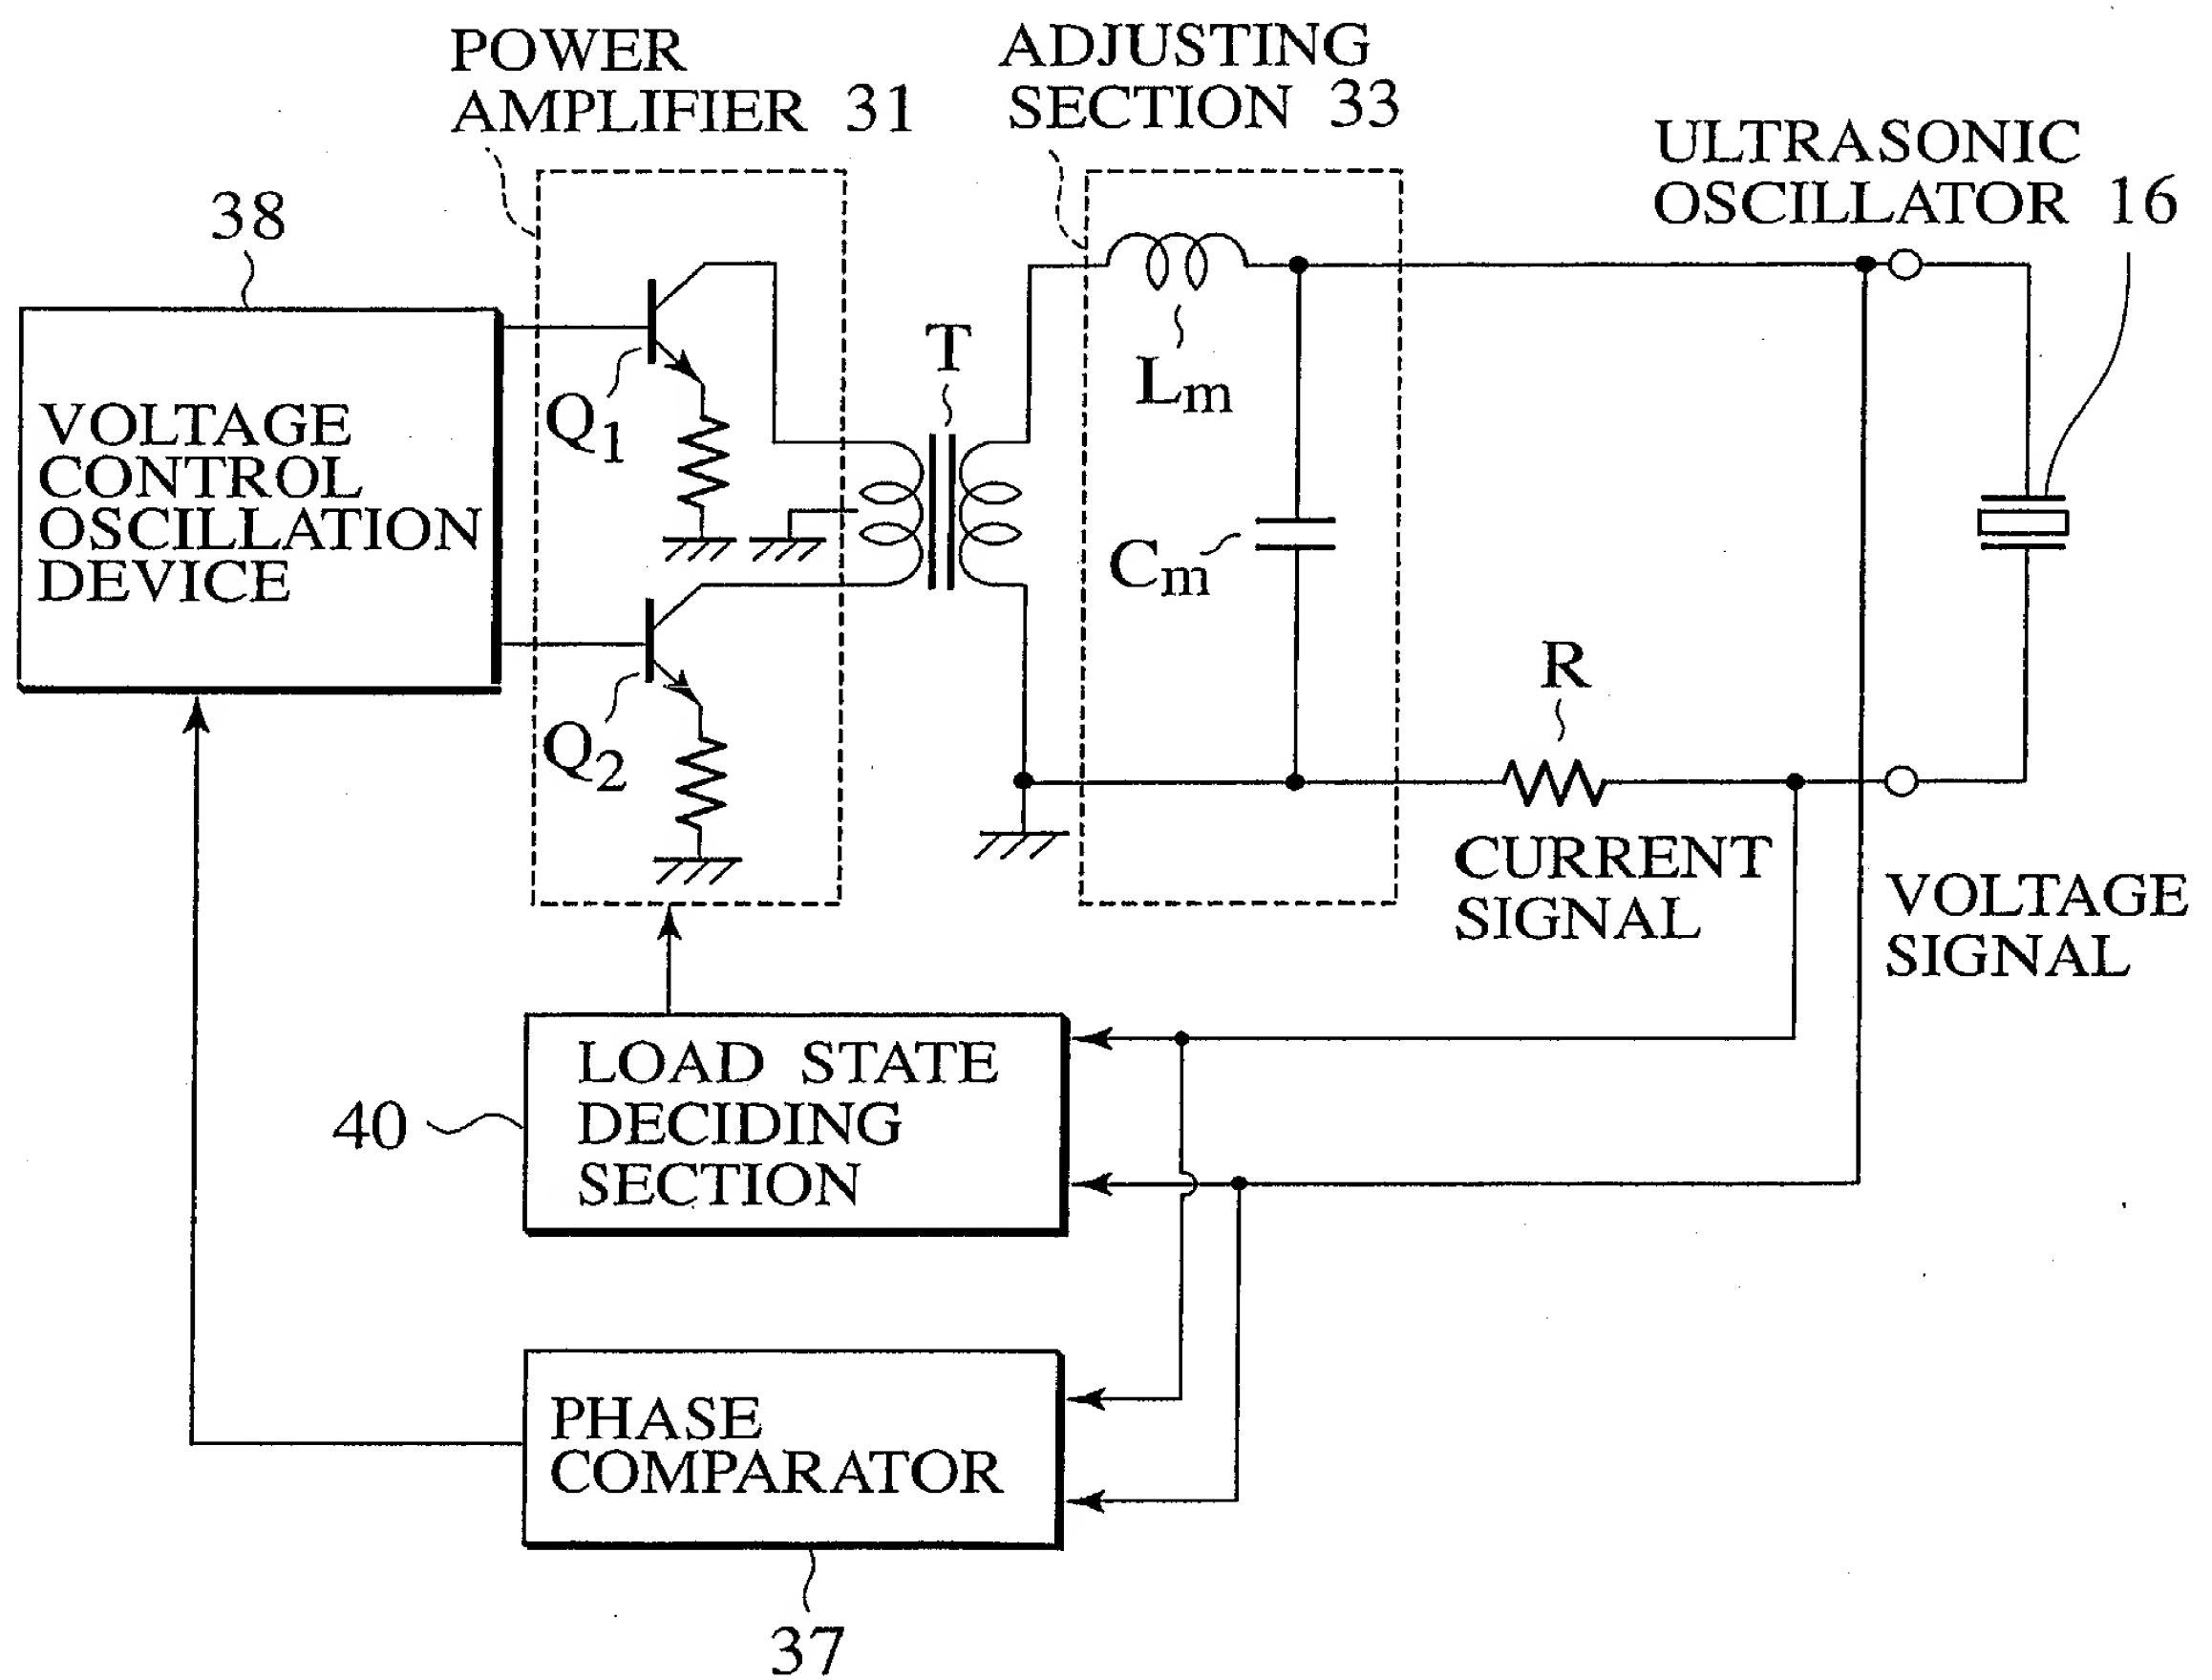 POWER
AMPLIFIER 31
ADJUSTING
SECTION 33
ULTRASONIC
OSCILLATOR 16
38
VOLTAGE
CONTROL
OSCILLATION
DEVICE
Q1
T
Lm
Cm
Q2
R
CURRENT
SIGNAL
VOLTAGE
SIGNAL
LOAD STATE
DECIDING
SECTION
40
PHASE
COMPARATOR
37